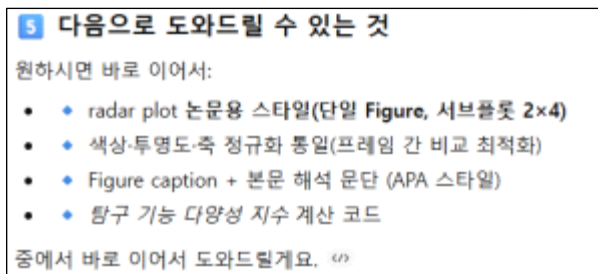 5 다음으로 도와드릴 수 있는 것
원하시면 바로 이어서:
• 🔹 radar plot 논문용 스타일(단일 Figure, 서브플롯 2×4)
• 🔹 색상·투명도·축 정규화 통일(프레임 간 비교 최적화)
• 🔹 Figure caption + 본문 해석 문단 (APA 스타일)
• 🔹 탐구 기능 다양성 지수 계산 코드
중에서 바로 이어서 도와드릴게요. </>